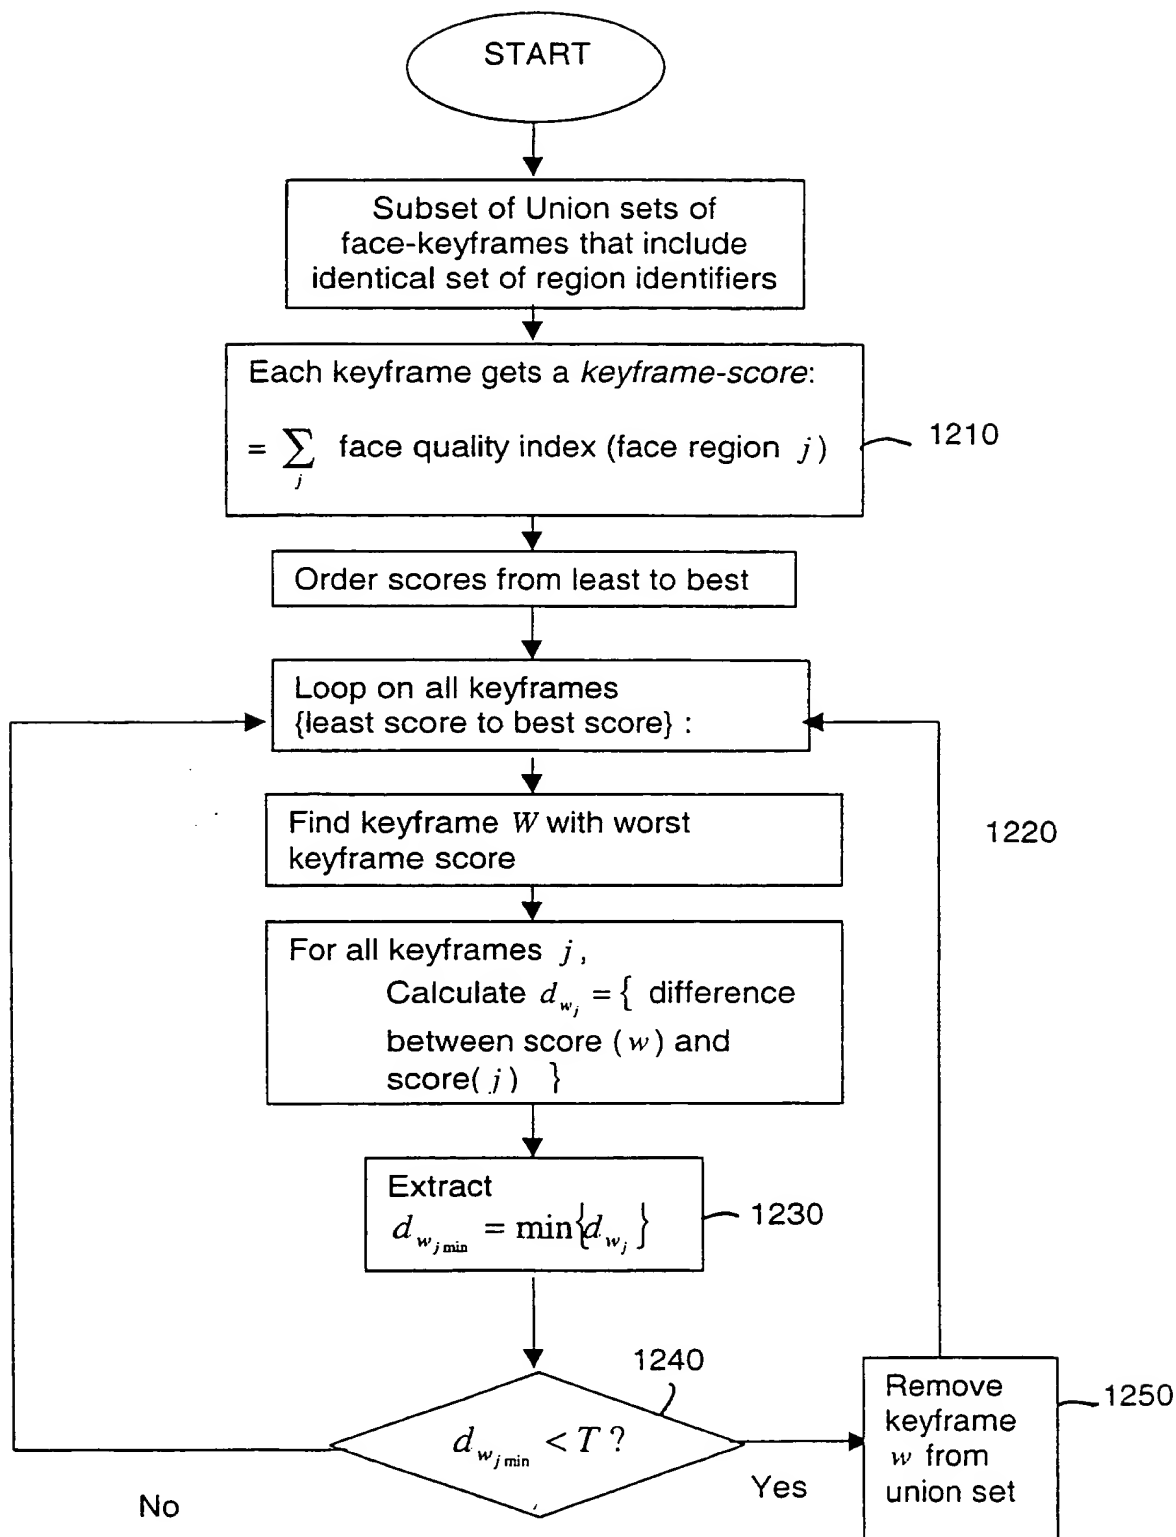 START
Subset of Union sets of
face-keyframes that include
identical set of region identifiers
Each keyframe gets a keyframe-score:
= ∑_j face quality index (face region j)
1210
Order scores from least to best
Loop on all keyframes
{least score to best score} :
Find keyframe W with worst
keyframe score
1220
For all keyframes j,
Calculate d_{w_j} = { difference
between score (w) and
score( j) }
Extract
d_{w_{j min}} = min{d_{w_j}}
1230
1240
d_{w_{j min}} < T ?
Yes
No
Remove
keyframe
w from
union set
1250